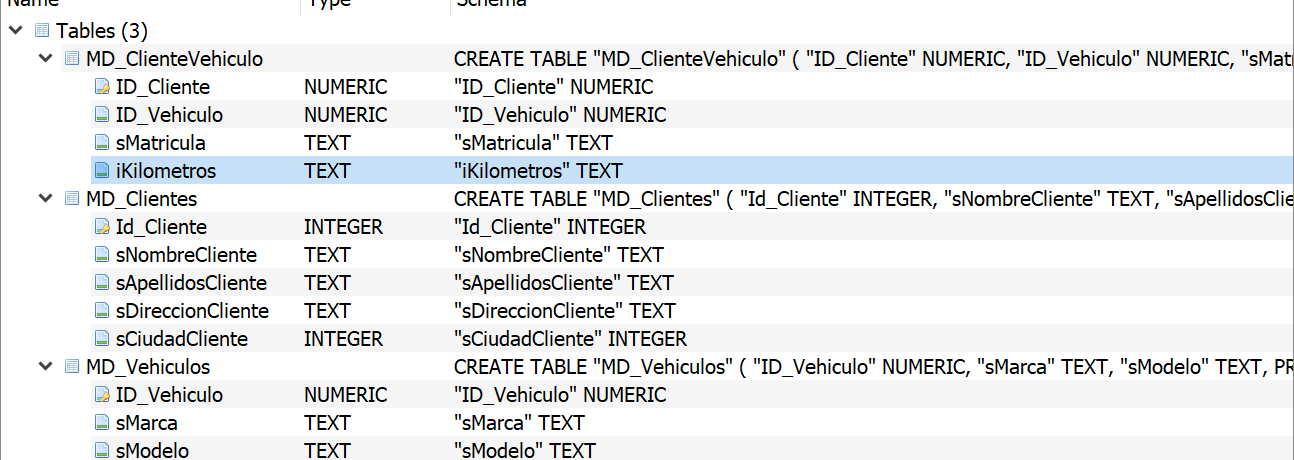 Name Type Schema
Tables (3)
MD_ClienteVehiculo CREATE TABLE "MD_ClienteVehiculo" ( "ID_Cliente" NUMERIC, "ID_Vehiculo" NUMERIC, "sMatr
ID_Cliente NUMERIC "ID_Cliente" NUMERIC
ID_Vehiculo NUMERIC "ID_Vehiculo" NUMERIC
sMatricula TEXT "sMatricula" TEXT
iKilometros TEXT "iKilometros" TEXT
MD_Clientes CREATE TABLE "MD_Clientes" ( "Id_Cliente" INTEGER, "sNombreCliente" TEXT, "sApellidosClie
Id_Cliente INTEGER "Id_Cliente" INTEGER
sNombreCliente TEXT "sNombreCliente" TEXT
sApellidosCliente TEXT "sApellidosCliente" TEXT
sDireccionCliente TEXT "sDireccionCliente" TEXT
sCiudadCliente INTEGER "sCiudadCliente" INTEGER
MD_Vehiculos CREATE TABLE "MD_Vehiculos" ( "ID_Vehiculo" NUMERIC, "sMarca" TEXT, "sModelo" TEXT, PR
ID_Vehiculo NUMERIC "ID_Vehiculo" NUMERIC
sMarca TEXT "sMarca" TEXT
sModelo TEXT "sModelo" TEXT